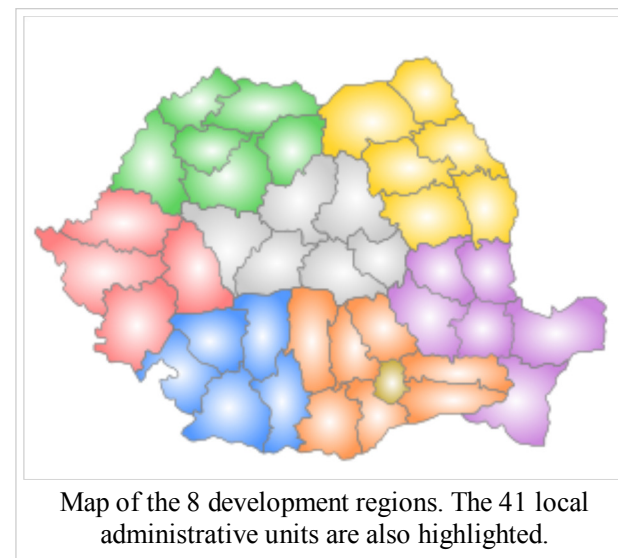 Map of the 8 development regions. The 41 local
administrative units are also highlighted.